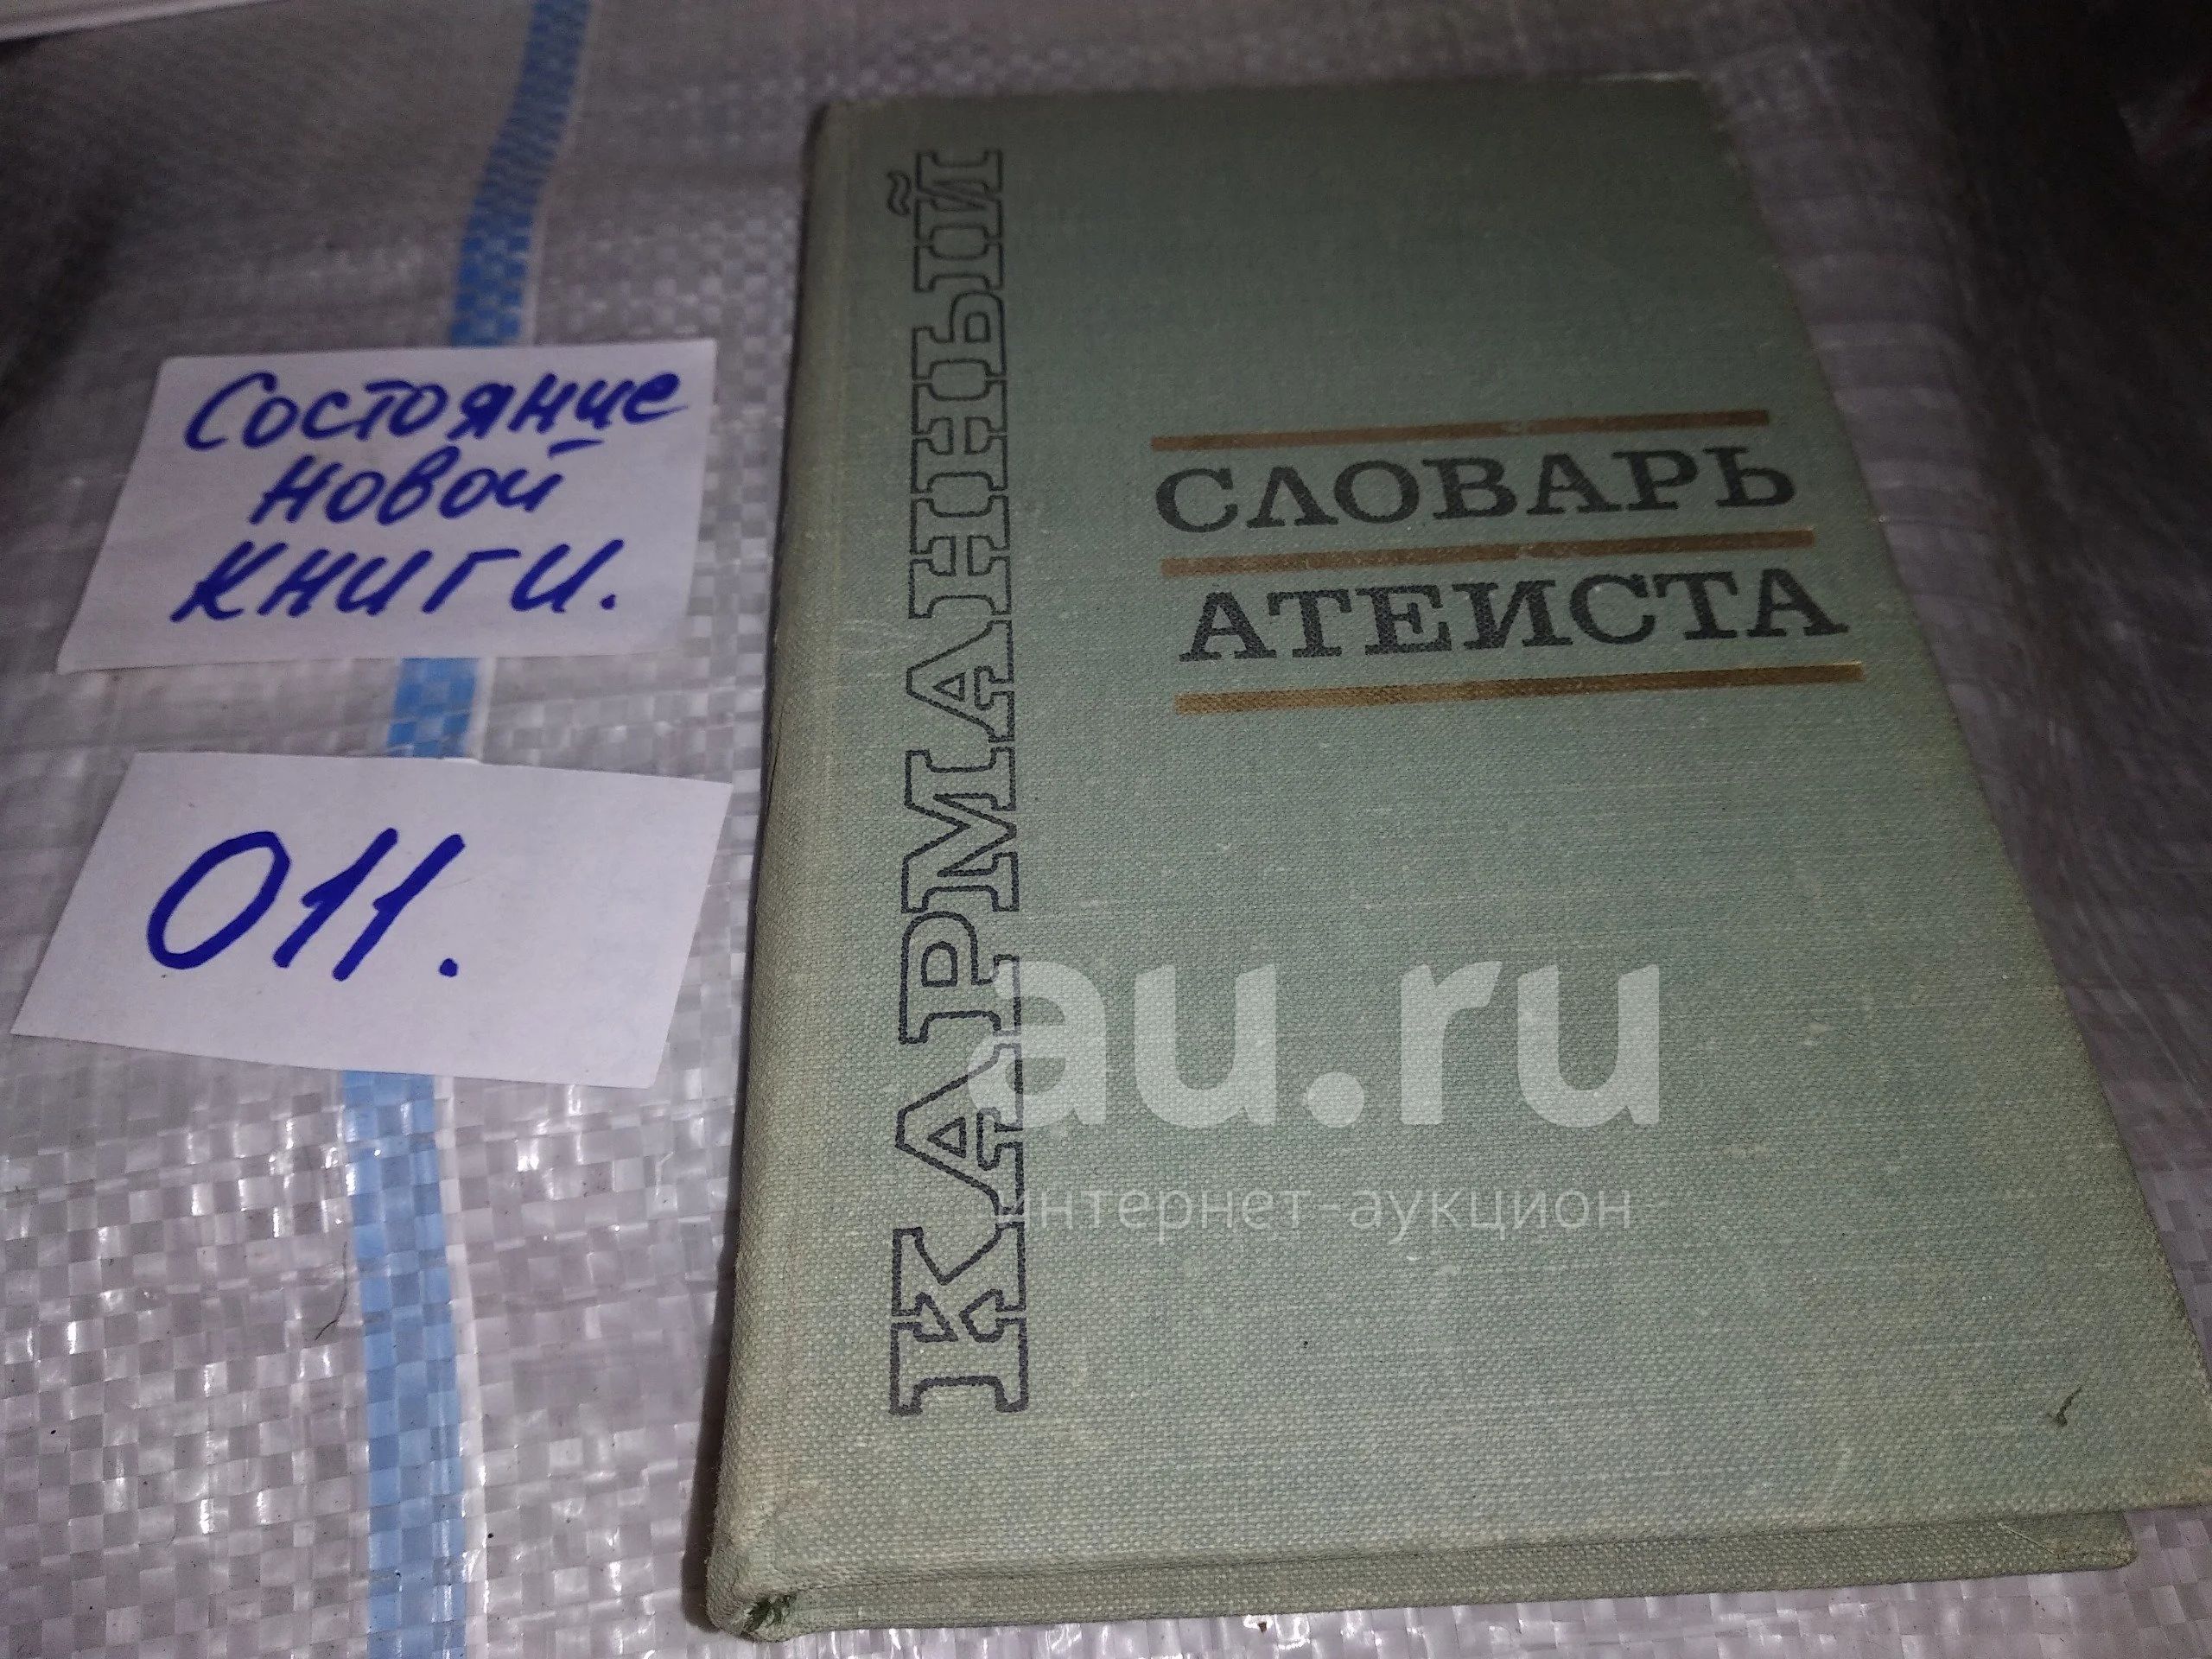 Состояние
новой
книги.
011.
КАРМАННЫЙ
СЛОВАРЬ
АТЕИСТА
au.ru
интернет-аукцион